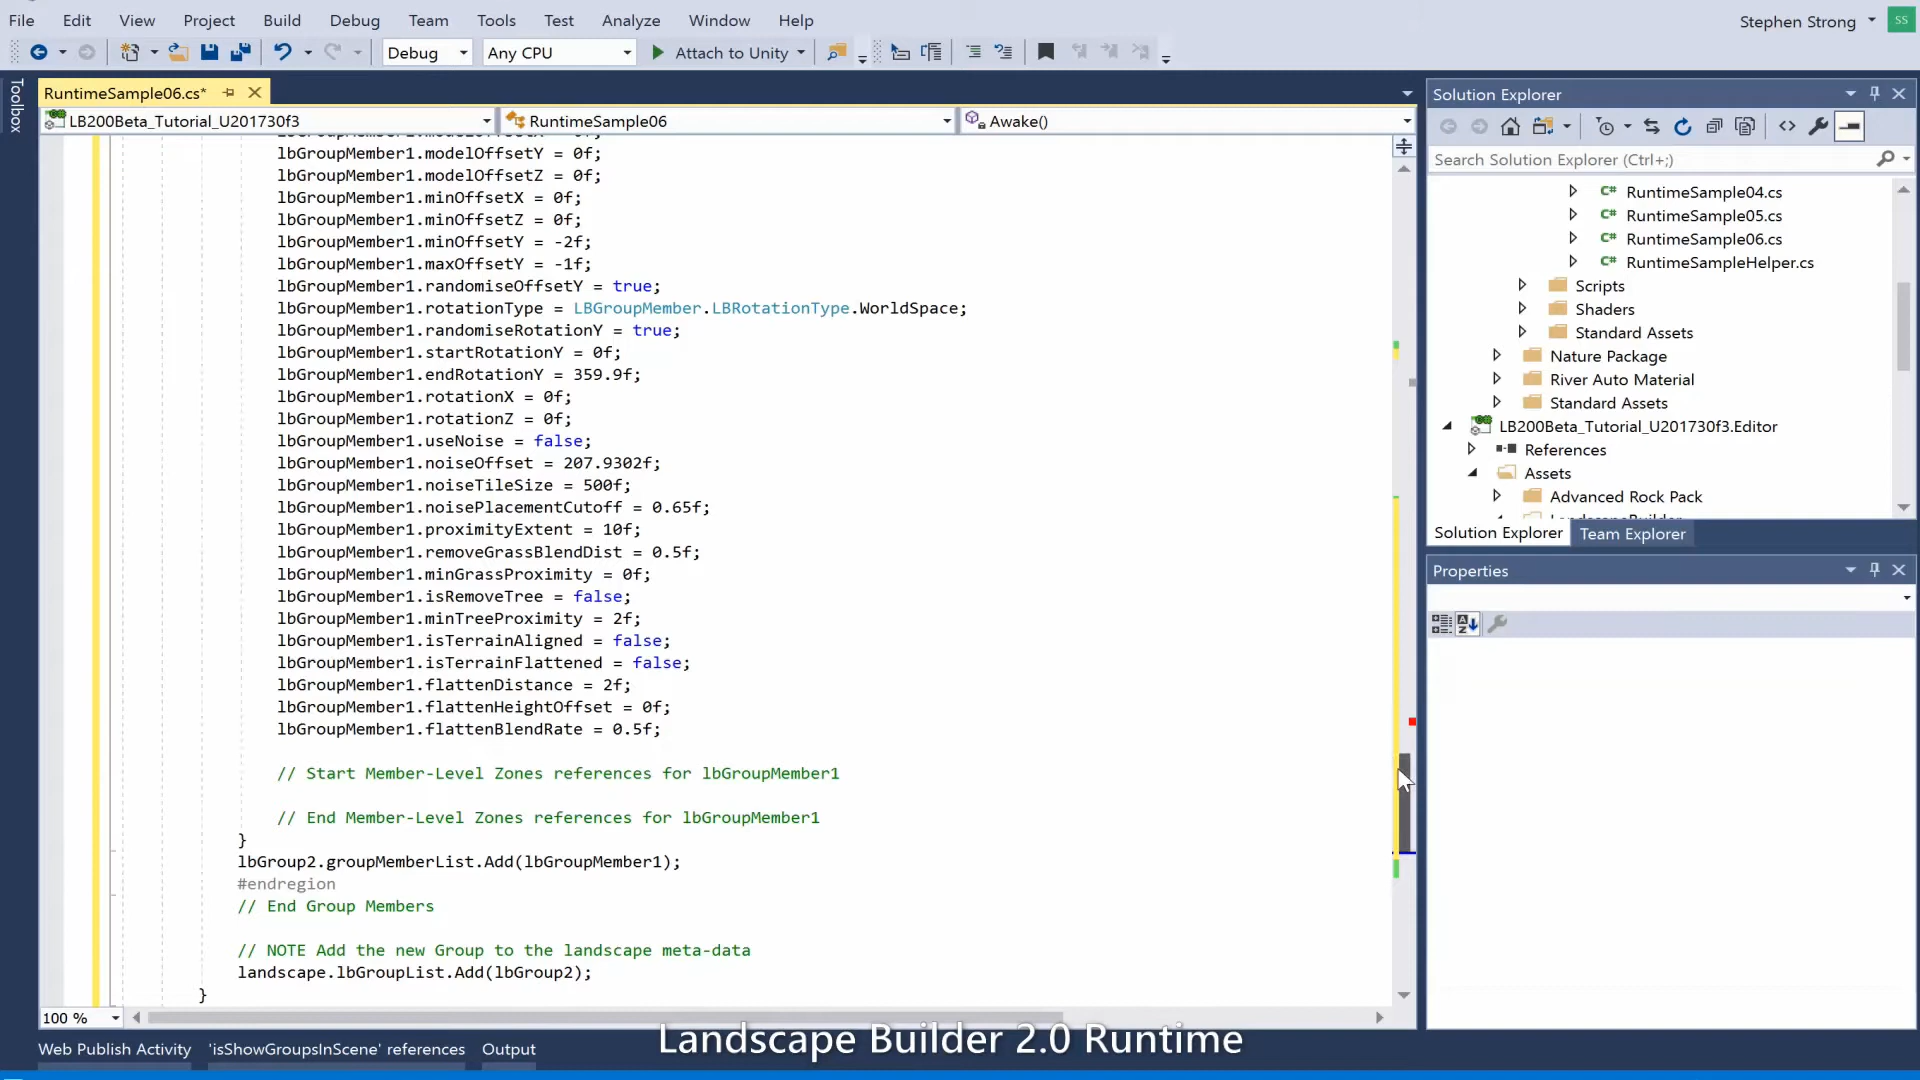 File Edit View Project Build Debug Team Tools Test Analyze Window Help
Stephen Strong SS
Debug Any CPU Attach to Unity
Toolbox
RuntimeSample06.cs*
LB200Beta_Tutorial_U201730f3 RuntimeSample06 Awake()
lbGroupMember1.modelOffsetY = 0f;
lbGroupMember1.modelOffsetZ = 0f;
lbGroupMember1.minOffsetX = 0f;
lbGroupMember1.minOffsetZ = 0f;
lbGroupMember1.minOffsetY = -2f;
lbGroupMember1.maxOffsetY = -1f;
lbGroupMember1.randomiseOffsetY = true;
lbGroupMember1.rotationType = LBGroupMember.LBRotationType.WorldSpace;
lbGroupMember1.randomiseRotationY = true;
lbGroupMember1.startRotationY = 0f;
lbGroupMember1.endRotationY = 359.9f;
lbGroupMember1.rotationX = 0f;
lbGroupMember1.rotationZ = 0f;
lbGroupMember1.useNoise = false;
lbGroupMember1.noiseOffset = 207.9302f;
lbGroupMember1.noiseTileSize = 500f;
lbGroupMember1.noisePlacementCutoff = 0.65f;
lbGroupMember1.proximityExtent = 10f;
lbGroupMember1.removeGrassBlendDist = 0.5f;
lbGroupMember1.minGrassProximity = 0f;
lbGroupMember1.isRemoveTree = false;
lbGroupMember1.minTreeProximity = 2f;
lbGroupMember1.isTerrainAligned = false;
lbGroupMember1.isTerrainFlattened = false;
lbGroupMember1.flattenDistance = 2f;
lbGroupMember1.flattenHeightOffset = 0f;
lbGroupMember1.flattenBlendRate = 0.5f;
// Start Member-Level Zones references for lbGroupMember1
// End Member-Level Zones references for lbGroupMember1
}
lbGroup2.groupMemberList.Add(lbGroupMember1);
#endregion
// End Group Members
// NOTE Add the new Group to the landscape meta-data
landscape.lbGroupList.Add(lbGroup2);
}
100 %
Solution Explorer
Search Solution Explorer (Ctrl+;)
RuntimeSample04.cs
RuntimeSample05.cs
RuntimeSample06.cs
RuntimeSampleHelper.cs
Scripts
Shaders
Standard Assets
Nature Package
River Auto Material
Standard Assets
LB200Beta_Tutorial_U201730f3.Editor
References
Assets
Advanced Rock Pack
Solution Explorer Team Explorer
Properties
Web Publish Activity 'isShowGroupsInScene' references Output
Landscape Builder 2.0 Runtime